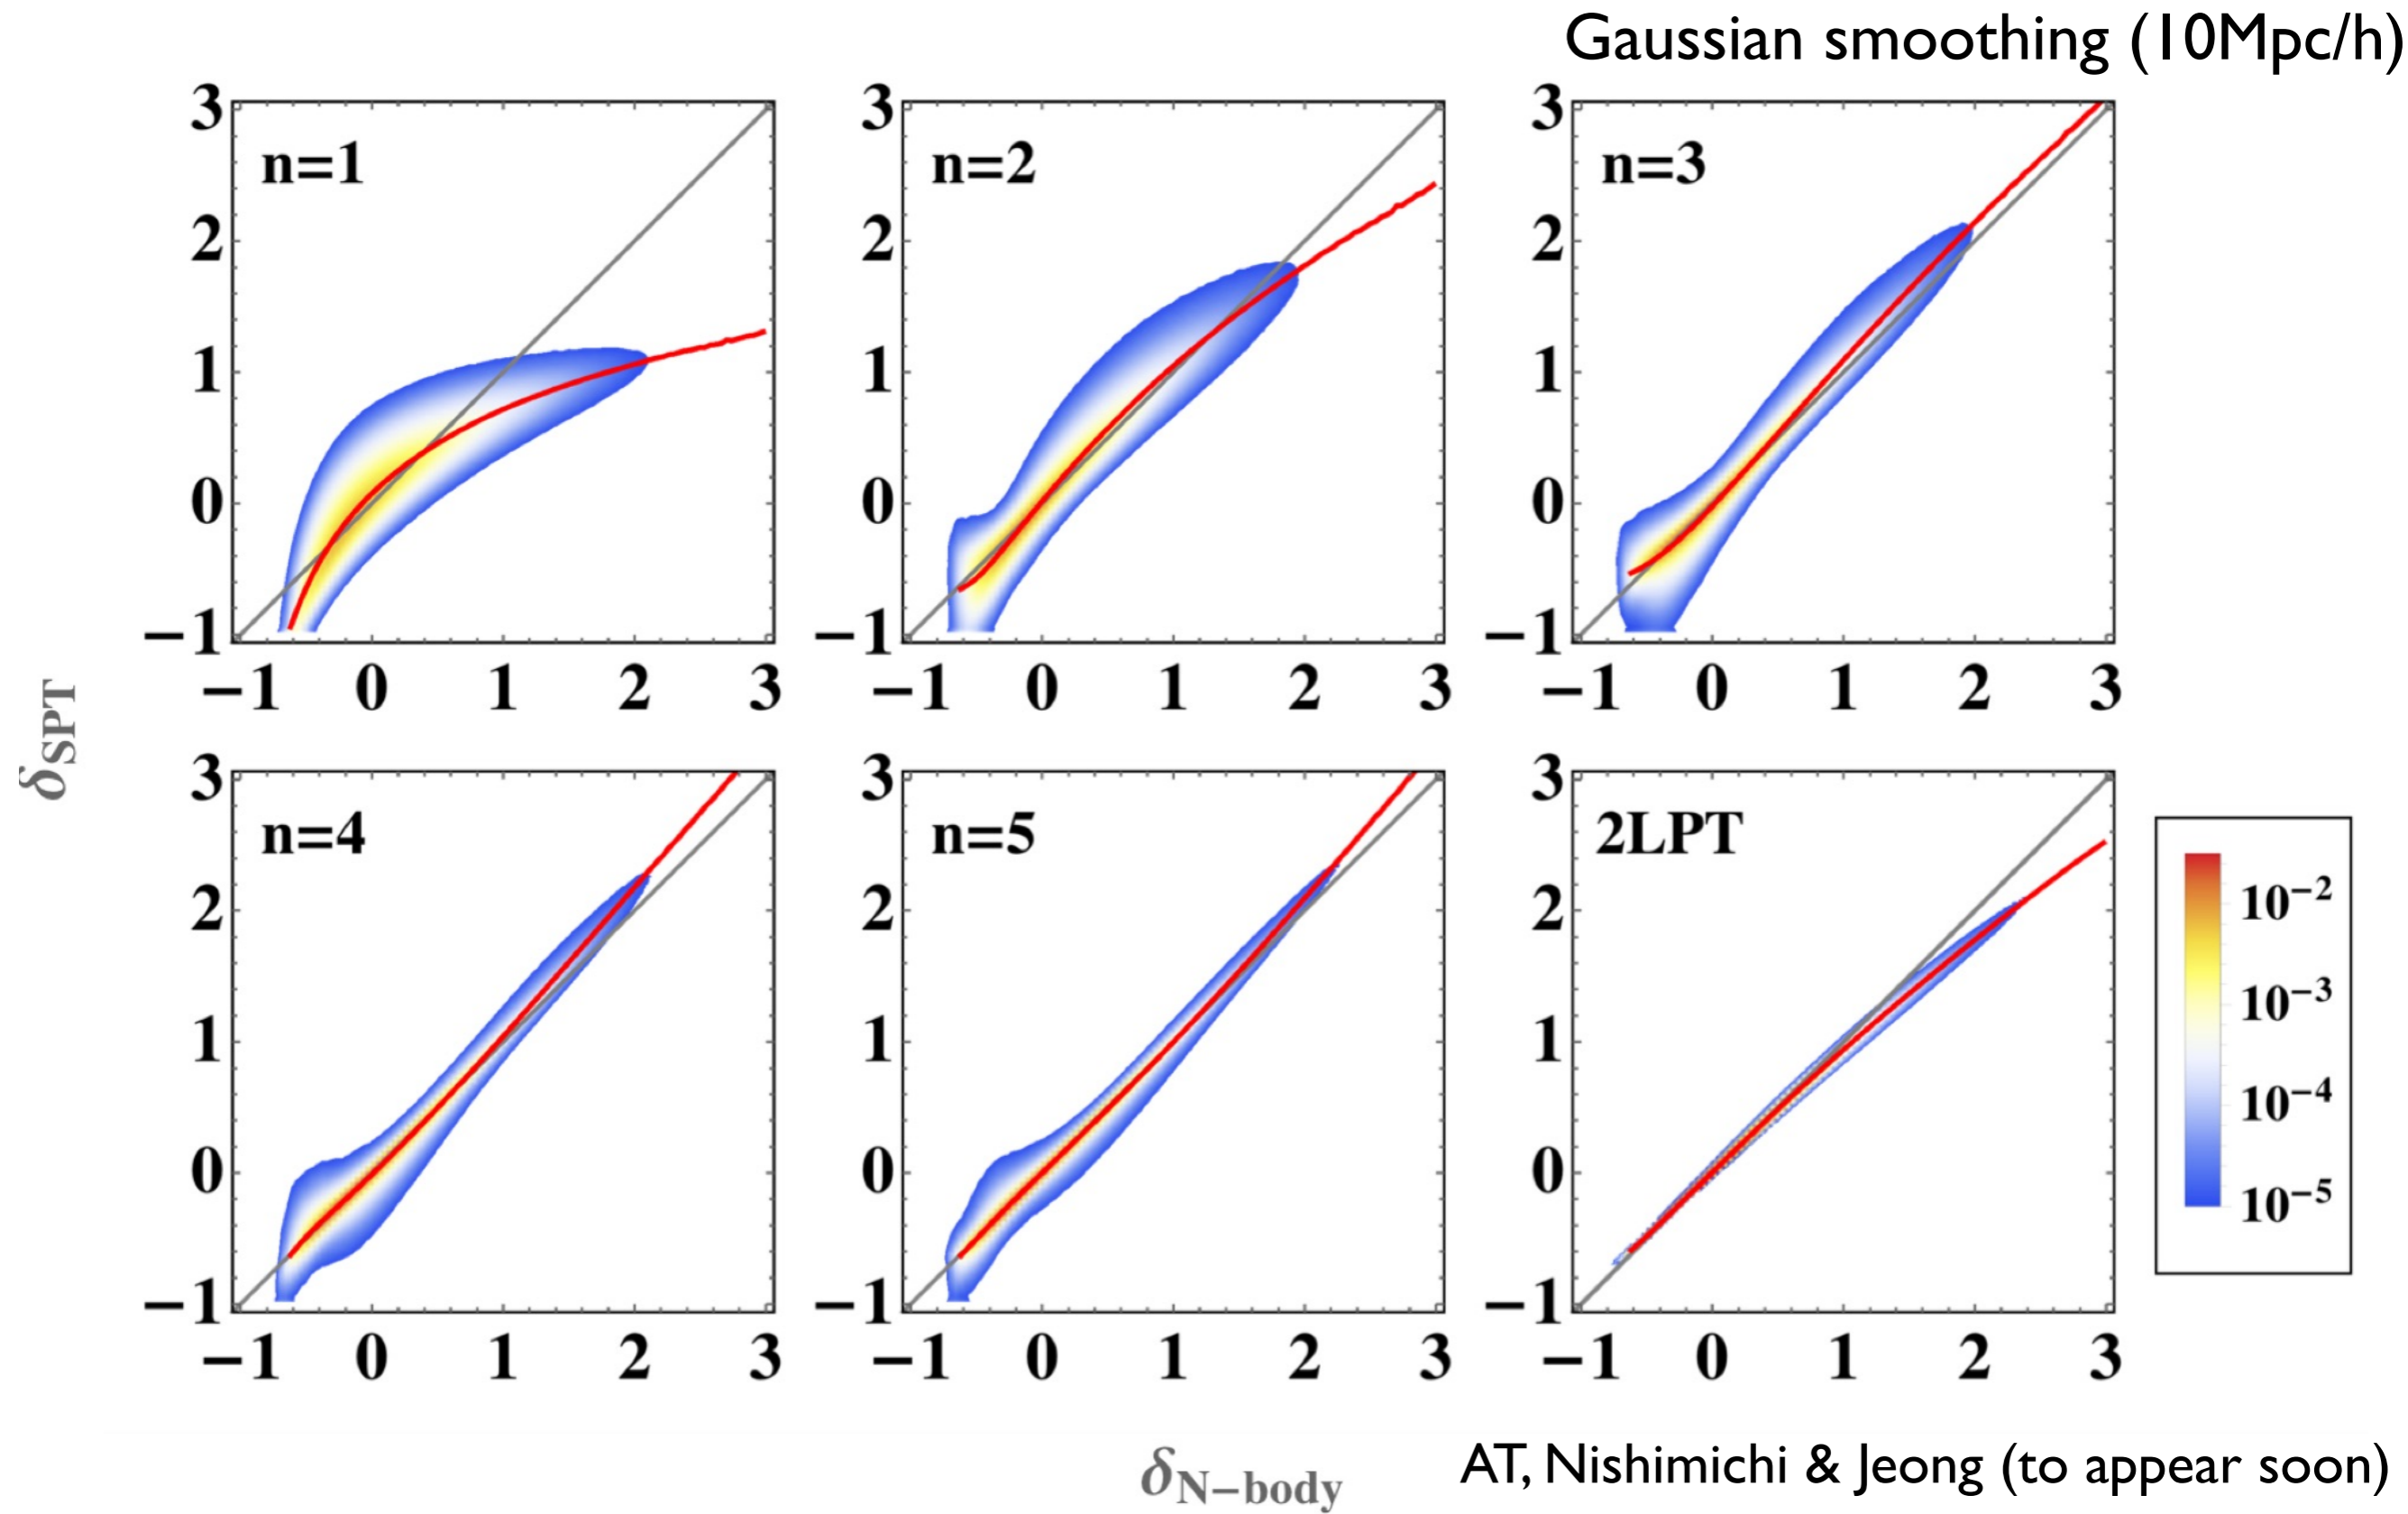 Gaussian smoothing (10Mpc/h)
3 3 3
n=1 n=2 n=3
2 2 2
1 1 1
0 0 0
−1 −1 −1
−1 0 1 2 3 −1 0 1 2 3 −1 0 1 2 3
δSPT
3 3 3
n=4 n=5 2LPT
2 2 2
10−2
1 1 1
10−3
10−4
0 0 0
10−5
−1 −1 −1
−1 0 1 2 3 −1 0 1 2 3 −1 0 1 2 3
δN−body
AT, Nishimichi & Jeong (to appear soon)